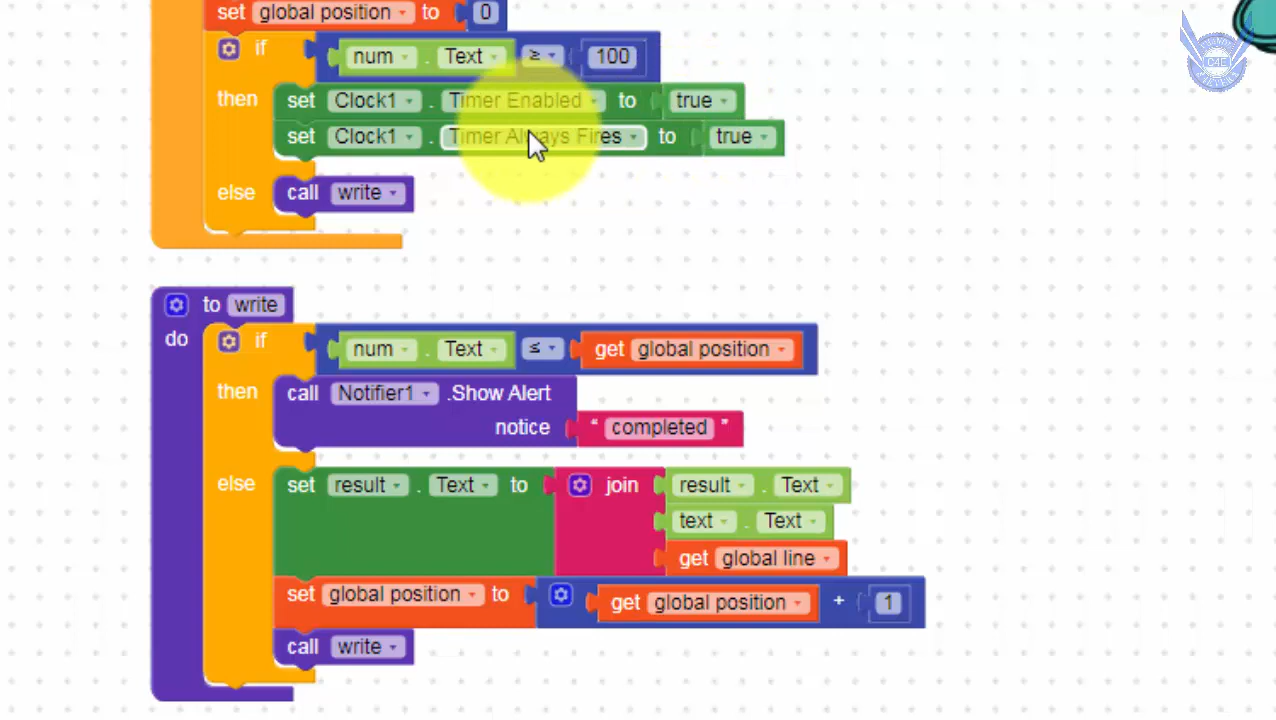 set global position to 0
if num . Text ≥ 100
then set Clock1 . Timer Enabled to true
set Clock1 . Timer Always Fires to true
else call write
to write
do if num . Text ≤ get global position
then call Notifier1 .Show Alert
notice “ completed ”
else set result . Text to join result . Text
text . Text
get global line
set global position to get global position + 1
call write
C4E